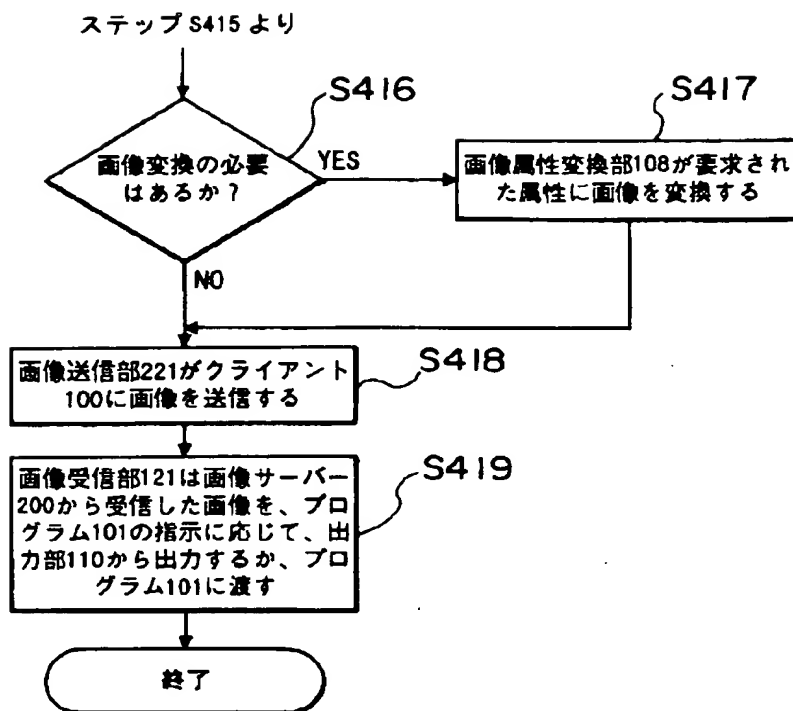 ステップS415より
S416
S417
画像変換の必要
はあるか?
YES
画像属性変換部108が要求され
た属性に画像を変換する
NO
画像送信部221がクライアント
100に画像を送信する
S418
画像受信部121は画像サーバー
200から受信した画像を、プロ
グラム101の指示に応じて、出
力部110から出力するか、プロ
グラム101に渡す
S419
終了